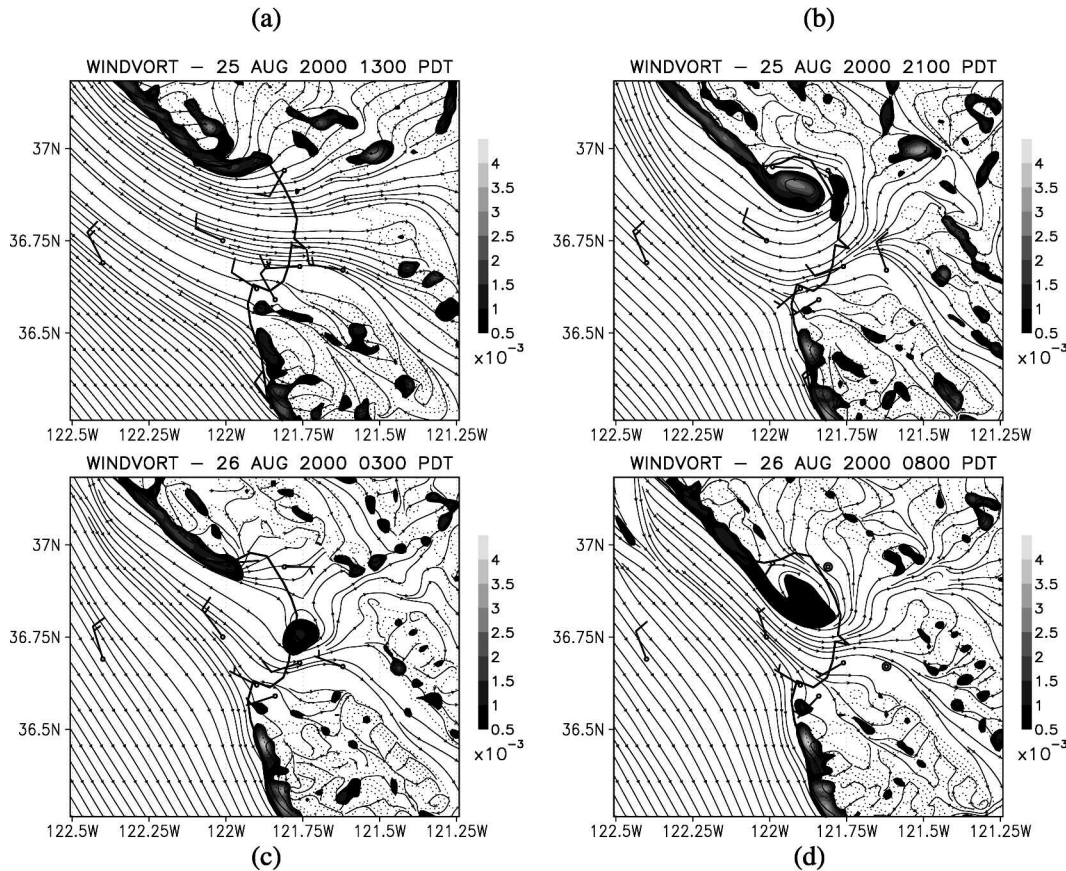 (a)
(b)
WINDVORT – 25 AUG 2000 1300 PDT
WINDVORT – 25 AUG 2000 2100 PDT
37N
36.75N
36.5N
4
3.5
3
2.5
2
1.5
1
0.5
×10⁻³
122.5W 122.25W 122W 121.75W 121.5W 121.25W
37N
36.75N
36.5N
4
3.5
3
2.5
2
1.5
1
0.5
×10⁻³
122.5W 122.25W 122W 121.75W 121.5W 121.25W
WINDVORT – 26 AUG 2000 0300 PDT
WINDVORT – 26 AUG 2000 0800 PDT
37N
36.75N
36.5N
4
3.5
3
2.5
2
1.5
1
0.5
×10⁻³
122.5W 122.25W 122W 121.75W 121.5W 121.25W
37N
36.75N
36.5N
4
3.5
3
2.5
2
1.5
1
0.5
×10⁻³
122.5W 122.25W 122W 121.75W 121.5W 121.25W
(c)
(d)